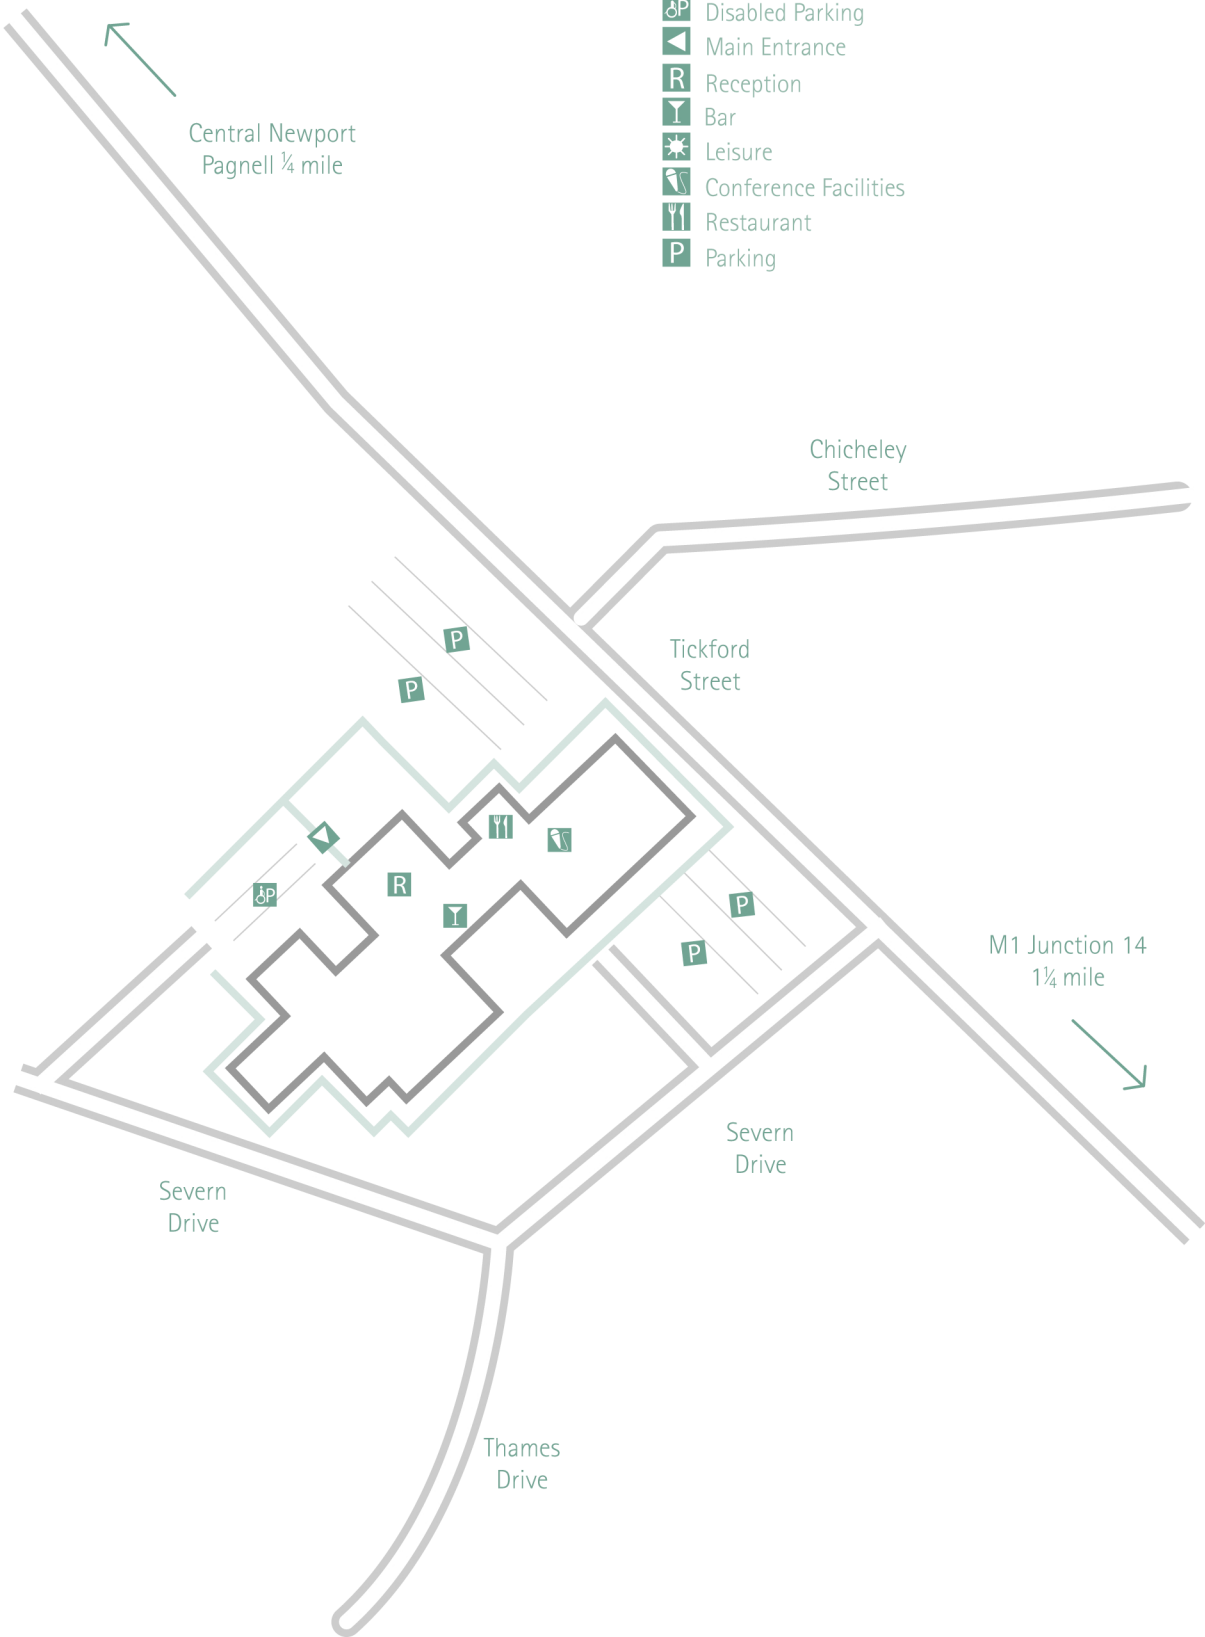 Disabled Parking
Main Entrance
R Reception
Bar
Leisure
Conference Facilities
Restaurant
P Parking
Central Newport
Pagnell ¼ mile
Chicheley
Street
Tickford
Street
P
P
R
P
P
P
M1 Junction 14
1¼ mile
Severn
Drive
Severn
Drive
Thames
Drive